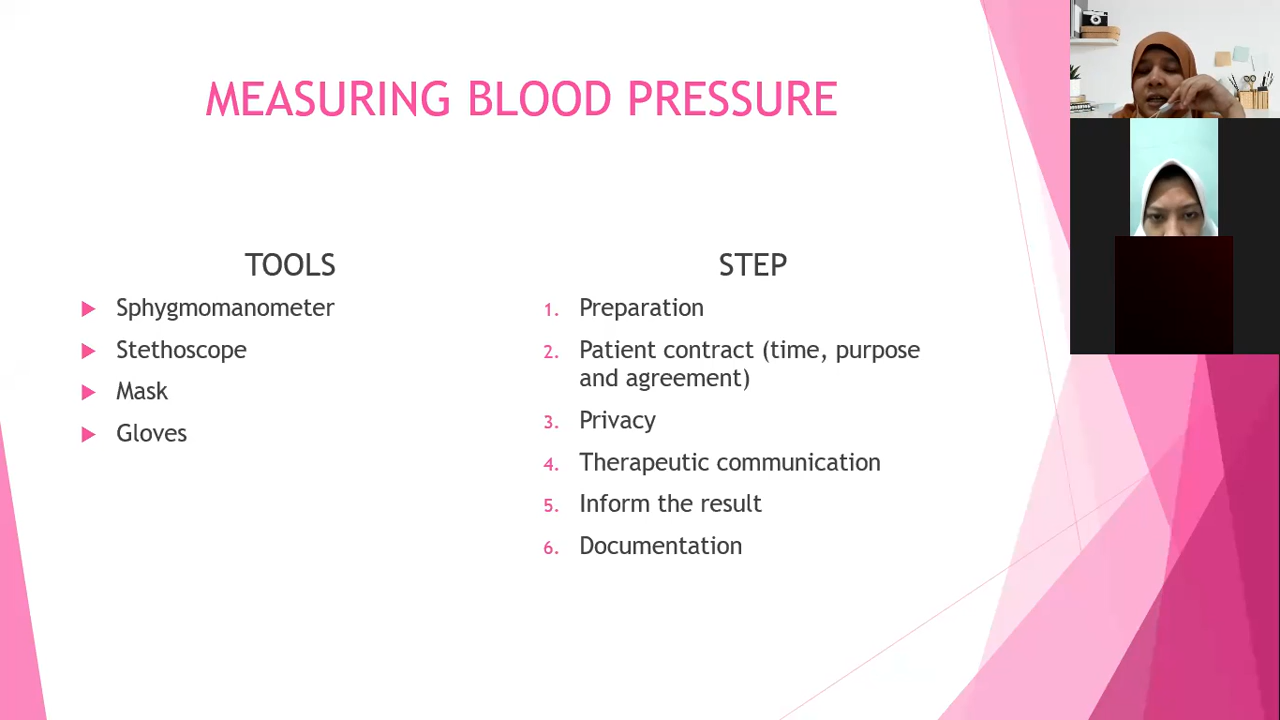 MEASURING BLOOD PRESSURE
TOOLS
Sphygmomanometer
Stethoscope
Mask
Gloves
STEP
1. Preparation
2. Patient contract (time, purpose
and agreement)
3. Privacy
4. Therapeutic communication
5. Inform the result
6. Documentation